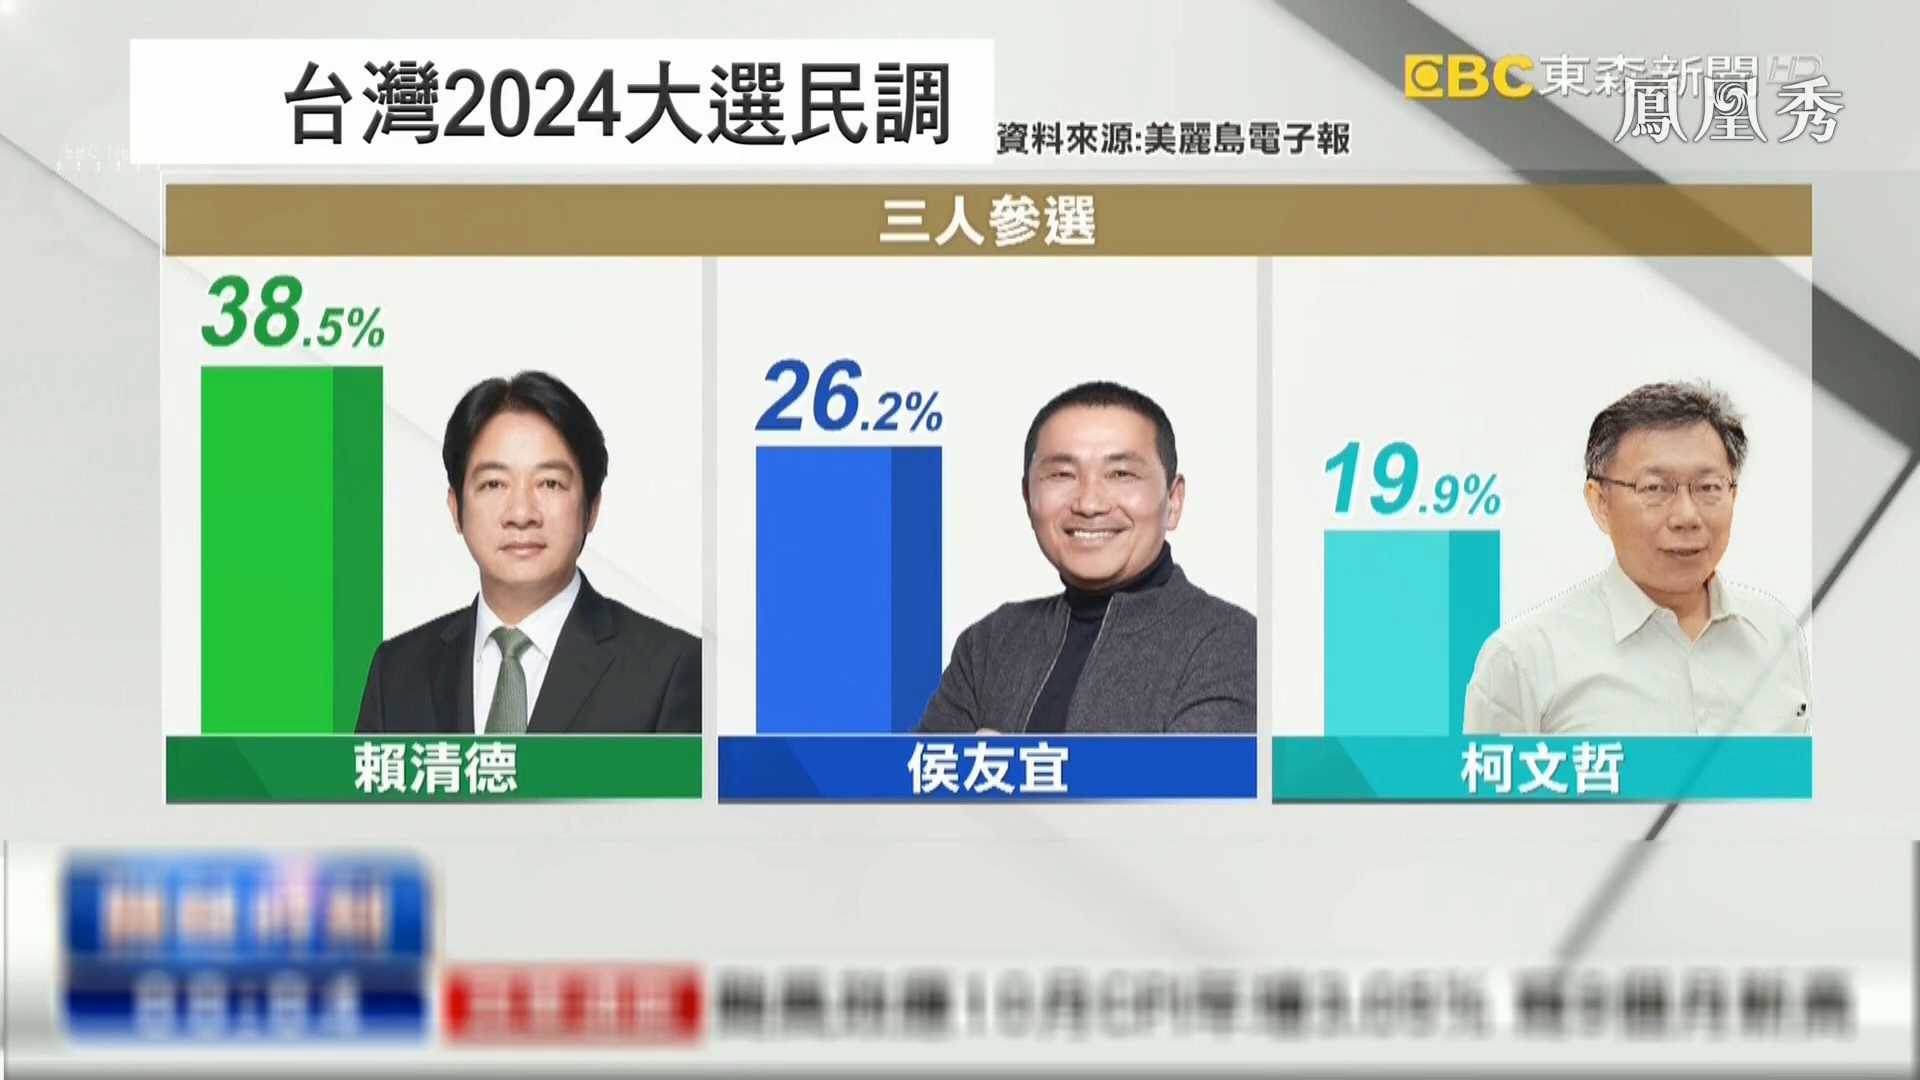 台灣2024大選民調
資料來源:美麗島電子報
EBC東森新聞HD
鳳凰秀
三人參選
38.5%
26.2%
19.9%
賴清德
侯友宜
柯文哲